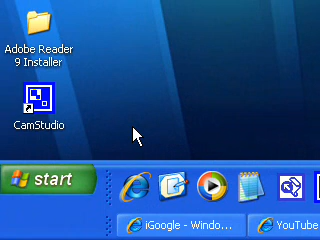 Adobe Reader
9 Installer
CamStudio
start
iGoogle - Windo...
YouTube